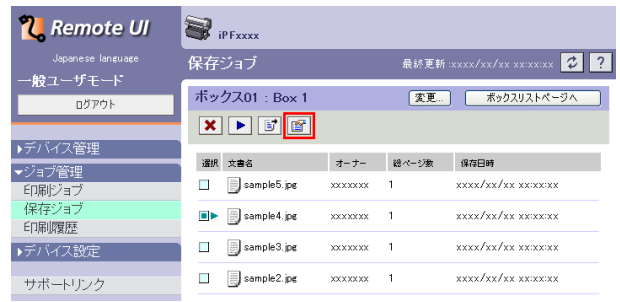 Remote UI
Japanese language
一般ユーザモード
ログアウト
▶デバイス管理
▼ジョブ管理
印刷ジョブ
保存ジョブ
印刷履歴
▶デバイス設定
サポートリンク
iPFxxxx
保存ジョブ
最終更新:xxxx/xx/xx xx:xx:xx
?
ボックス01 : Box 1
変更...
ボックスリストページへ
選択 文書名 オーナー 総ページ数 保存日時
sample5.jpg xxxxxxx 1 xxxx/xx/xx xx:xx:xx
sample4.jpg xxxxxxx 1 xxxx/xx/xx xx:xx:xx
sample3.jpg xxxxxxx 1 xxxx/xx/xx xx:xx:xx
sample2.jpg xxxxxxx 1 xxxx/xx/xx xx:xx:xx